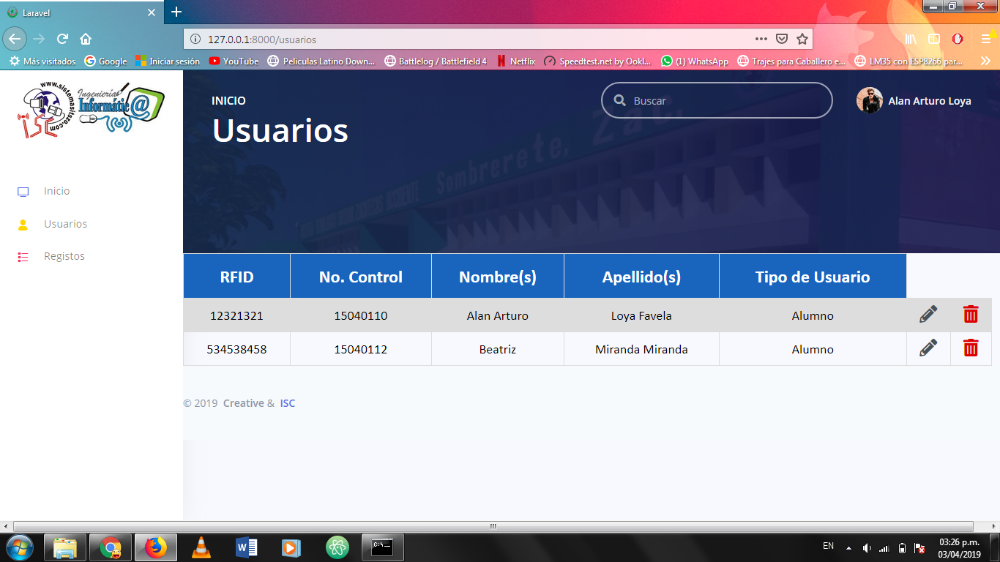 Laravel
127.0.0.1:8000/usuarios
Más visitados Google Iniciar sesión YouTube Peliculas Latino Down... Battlelog / Battlefield 4 Netflix Speedtest.net by Ookl... (1) WhatsApp Trajes para Caballero e... LM35 con ESP8266 par...
www.sistemasitszo.com
isc
Ingenierías
Informátic@
INICIO
Usuarios
Buscar
Alan Arturo Loya
Sombrerete, Zac.
Inicio
Usuarios
Registos
RFID No. Control Nombre(s) Apellido(s) Tipo de Usuario
12321321 15040110 Alan Arturo Loya Favela Alumno
534538458 15040112 Beatriz Miranda Miranda Alumno
© 2019 Creative & ISC
C:\
EN
03:26 p.m.
03/04/2019